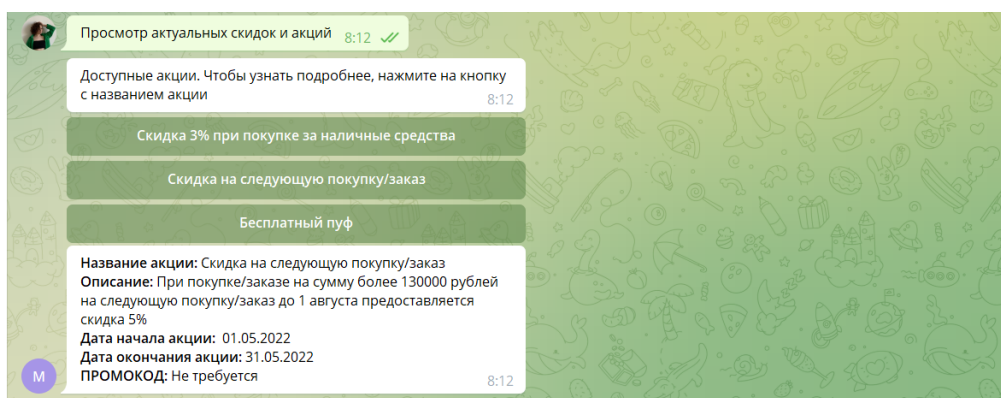 Просмотр актуальных скидок и акций 8:12
Доступные акции. Чтобы узнать подробнее, нажмите на кнопку
с названием акции 8:12
Скидка 3% при покупке за наличные средства
Скидка на следующую покупку/заказ
Бесплатный пуф
Название акции: Скидка на следующую покупку/заказ
Описание: При покупке/заказе на сумму более 130000 рублей
на следующую покупку/заказ до 1 августа предоставляется
скидка 5%
Дата начала акции: 01.05.2022
Дата окончания акции: 31.05.2022
М ПРОМОКОД: Не требуется 8:12